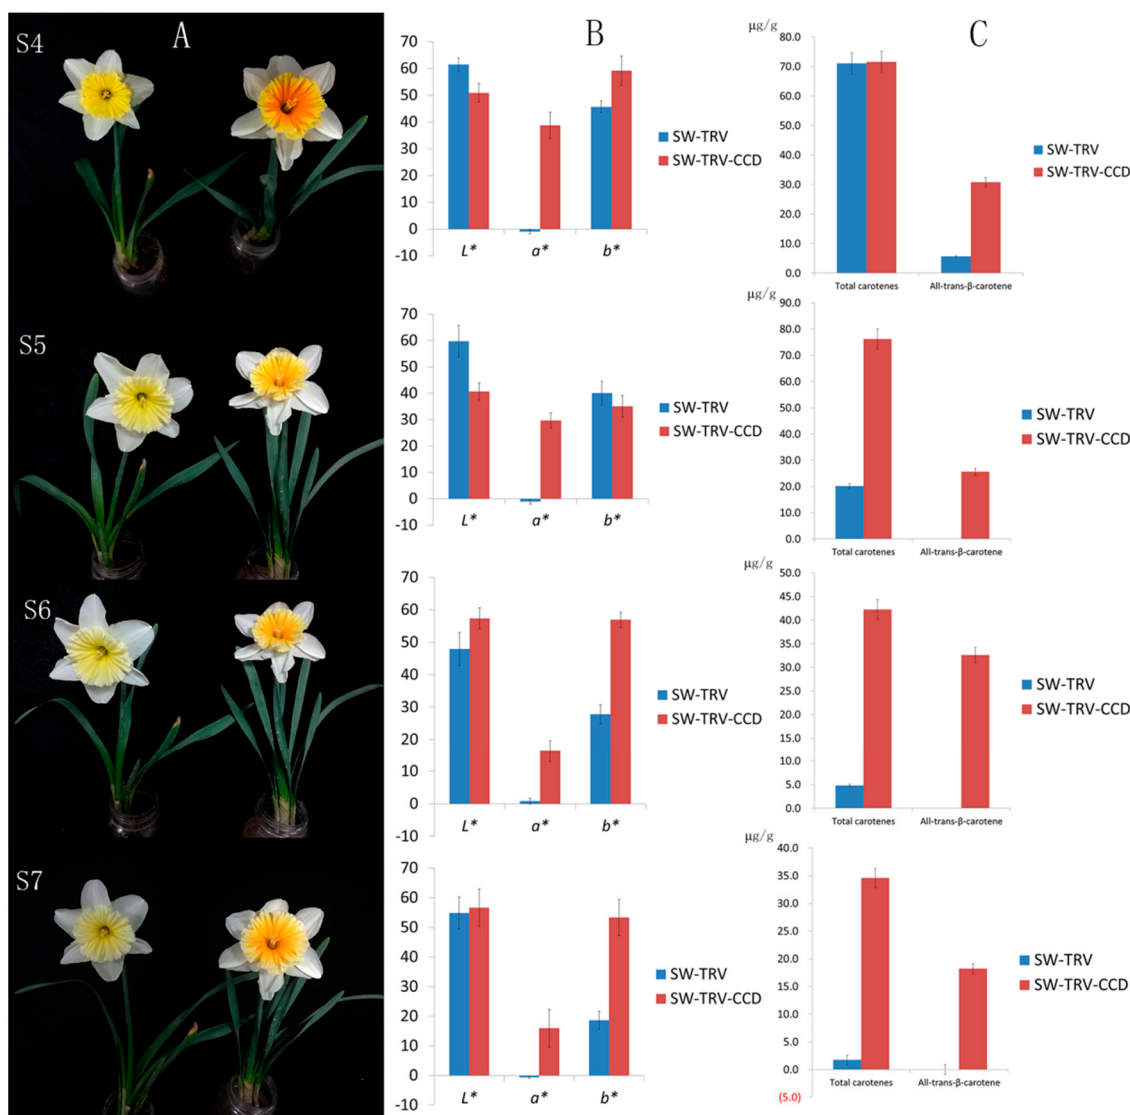 S4
A
B
C
70
60
50
40
30
20
10
0
-10
L*
a*
b*
SW-TRV
SW-TRV-CCD
μg/g
80.0
70.0
60.0
50.0
40.0
30.0
20.0
10.0
0.0
Total carotenes
All-trans-β-carotene
SW-TRV
SW-TRV-CCD
S5
70
60
50
40
30
20
10
0
-10
L*
a*
b*
SW-TRV
SW-TRV-CCD
μg/g
90.0
80.0
70.0
60.0
50.0
40.0
30.0
20.0
10.0
0.0
Total carotenes
All-trans-β-carotene
SW-TRV
SW-TRV-CCD
S6
70
60
50
40
30
20
10
0
-10
L*
a*
b*
SW-TRV
SW-TRV-CCD
μg/g
50.0
45.0
40.0
35.0
30.0
25.0
20.0
15.0
10.0
5.0
0.0
Total carotenes
All-trans-β-carotene
SW-TRV
SW-TRV-CCD
S7
70
60
50
40
30
20
10
0
-10
L*
a*
b*
SW-TRV
SW-TRV-CCD
μg/g
40.0
35.0
30.0
25.0
20.0
15.0
10.0
5.0
0.0
(5.0)
Total carotenes
All-trans-β-carotene
SW-TRV
SW-TRV-CCD